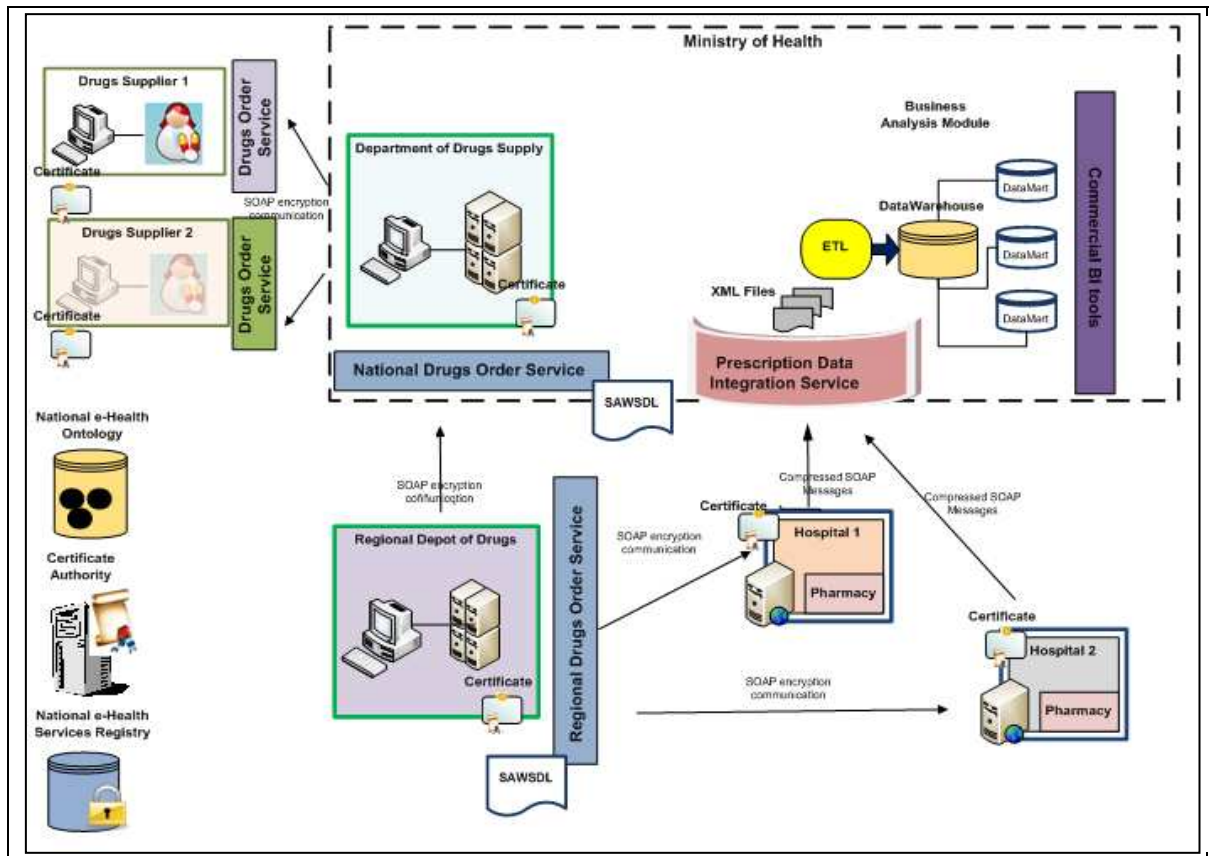 Ministry of Health
Drugs Supplier 1
Drugs Order
Service
Certificate
SOAP encryption
communication
Drugs Supplier 2
Drugs Order
Service
Certificate
Department of Drugs Supply
Certificate
National Drugs Order Service
SAWSDL
Business
Analysis Module
DataWarehouse
DataMart
DataMart
DataMart
ETL
XML Files
Prescription Data
Integration Service
Commercial BI tools
National e-Health
Ontology
Certificate
Authority
National e-Health
Services Registry
SOAP encryption
communication
Regional Depot of Drugs
Certificate
Regional Drugs Order Service
SAWSDL
SOAP encryption
communication
Compressed SOAP
Messages
Certificate
Hospital 1
Pharmacy
Compressed SOAP
Messages
SOAP encryption
communication
Certificate
Hospital 2
Pharmacy